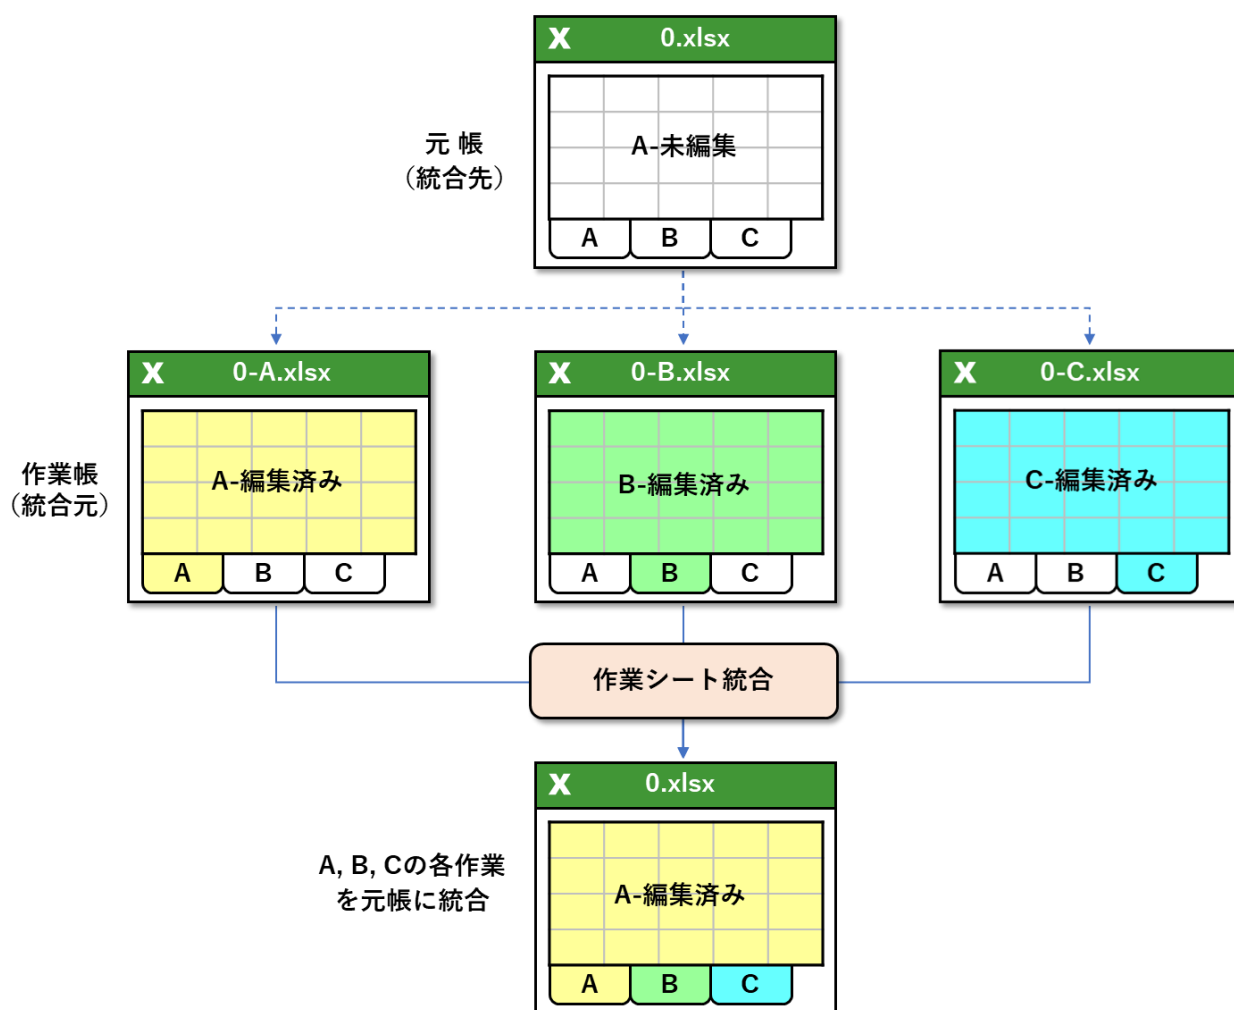 X 0.xlsx
元 帳
（統合先）
A-未編集
A B C
X 0-A.xlsx
X 0-B.xlsx
X 0-C.xlsx
作業帳
（統合元）
A-編集済み
B-編集済み
C-編集済み
A B C
A B C
A B C
作業シート統合
X 0.xlsx
A, B, Cの各作業
を元帳に統合
A-編集済み
A B C